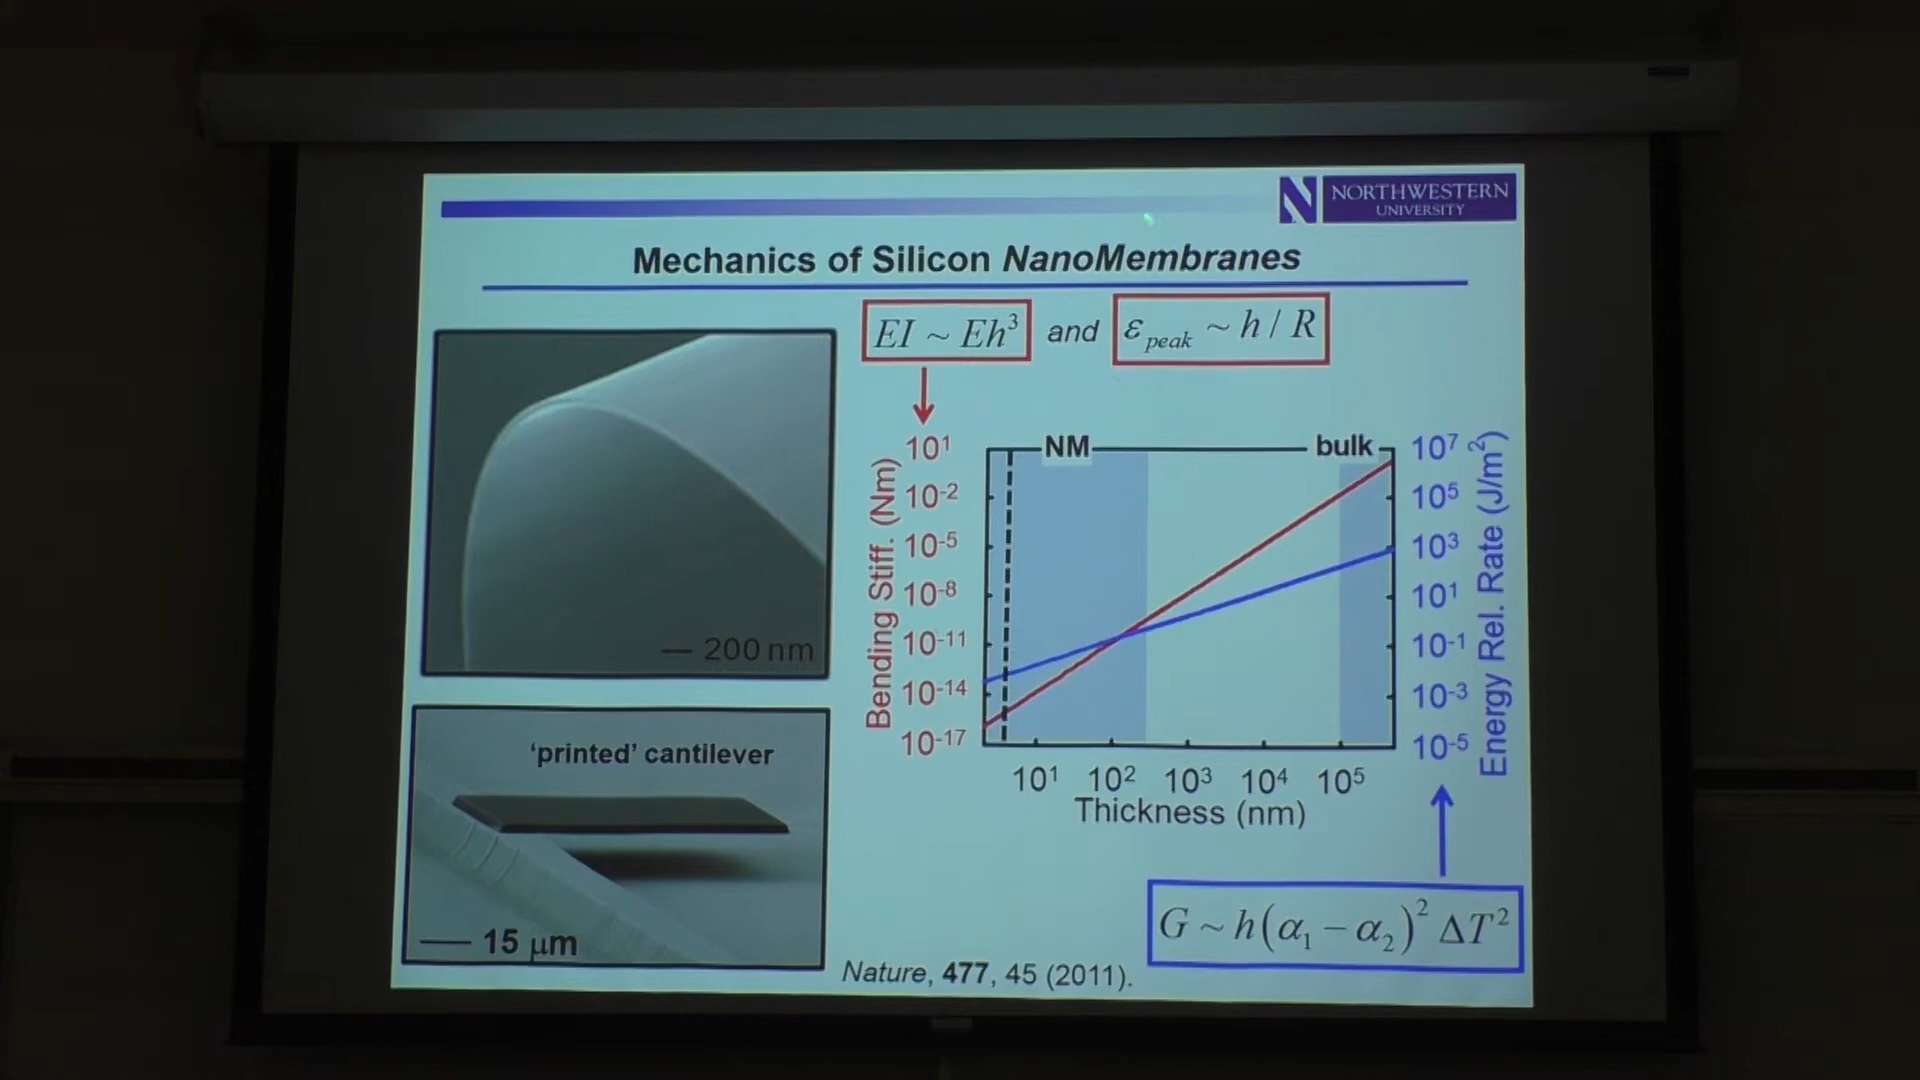 NORTHWESTERN
UNIVERSITY
Mechanics of Silicon NanoMembranes
EI ~ Eh³ and ε_peak ~ h / R
200 nm
'printed' cantilever
15 μm
Bending Stiff. (Nm)
10¹
10⁻²
10⁻⁵
10⁻⁸
10⁻¹¹
10⁻¹⁴
10⁻¹⁷
NM bulk
10⁷
10⁵
10³
10¹
10⁻¹
10⁻³
10⁻⁵
Energy Rel. Rate (J/m²)
10¹ 10² 10³ 10⁴ 10⁵
Thickness (nm)
G ~ h(α₁ − α₂)² ΔT²
Nature, 477, 45 (2011).